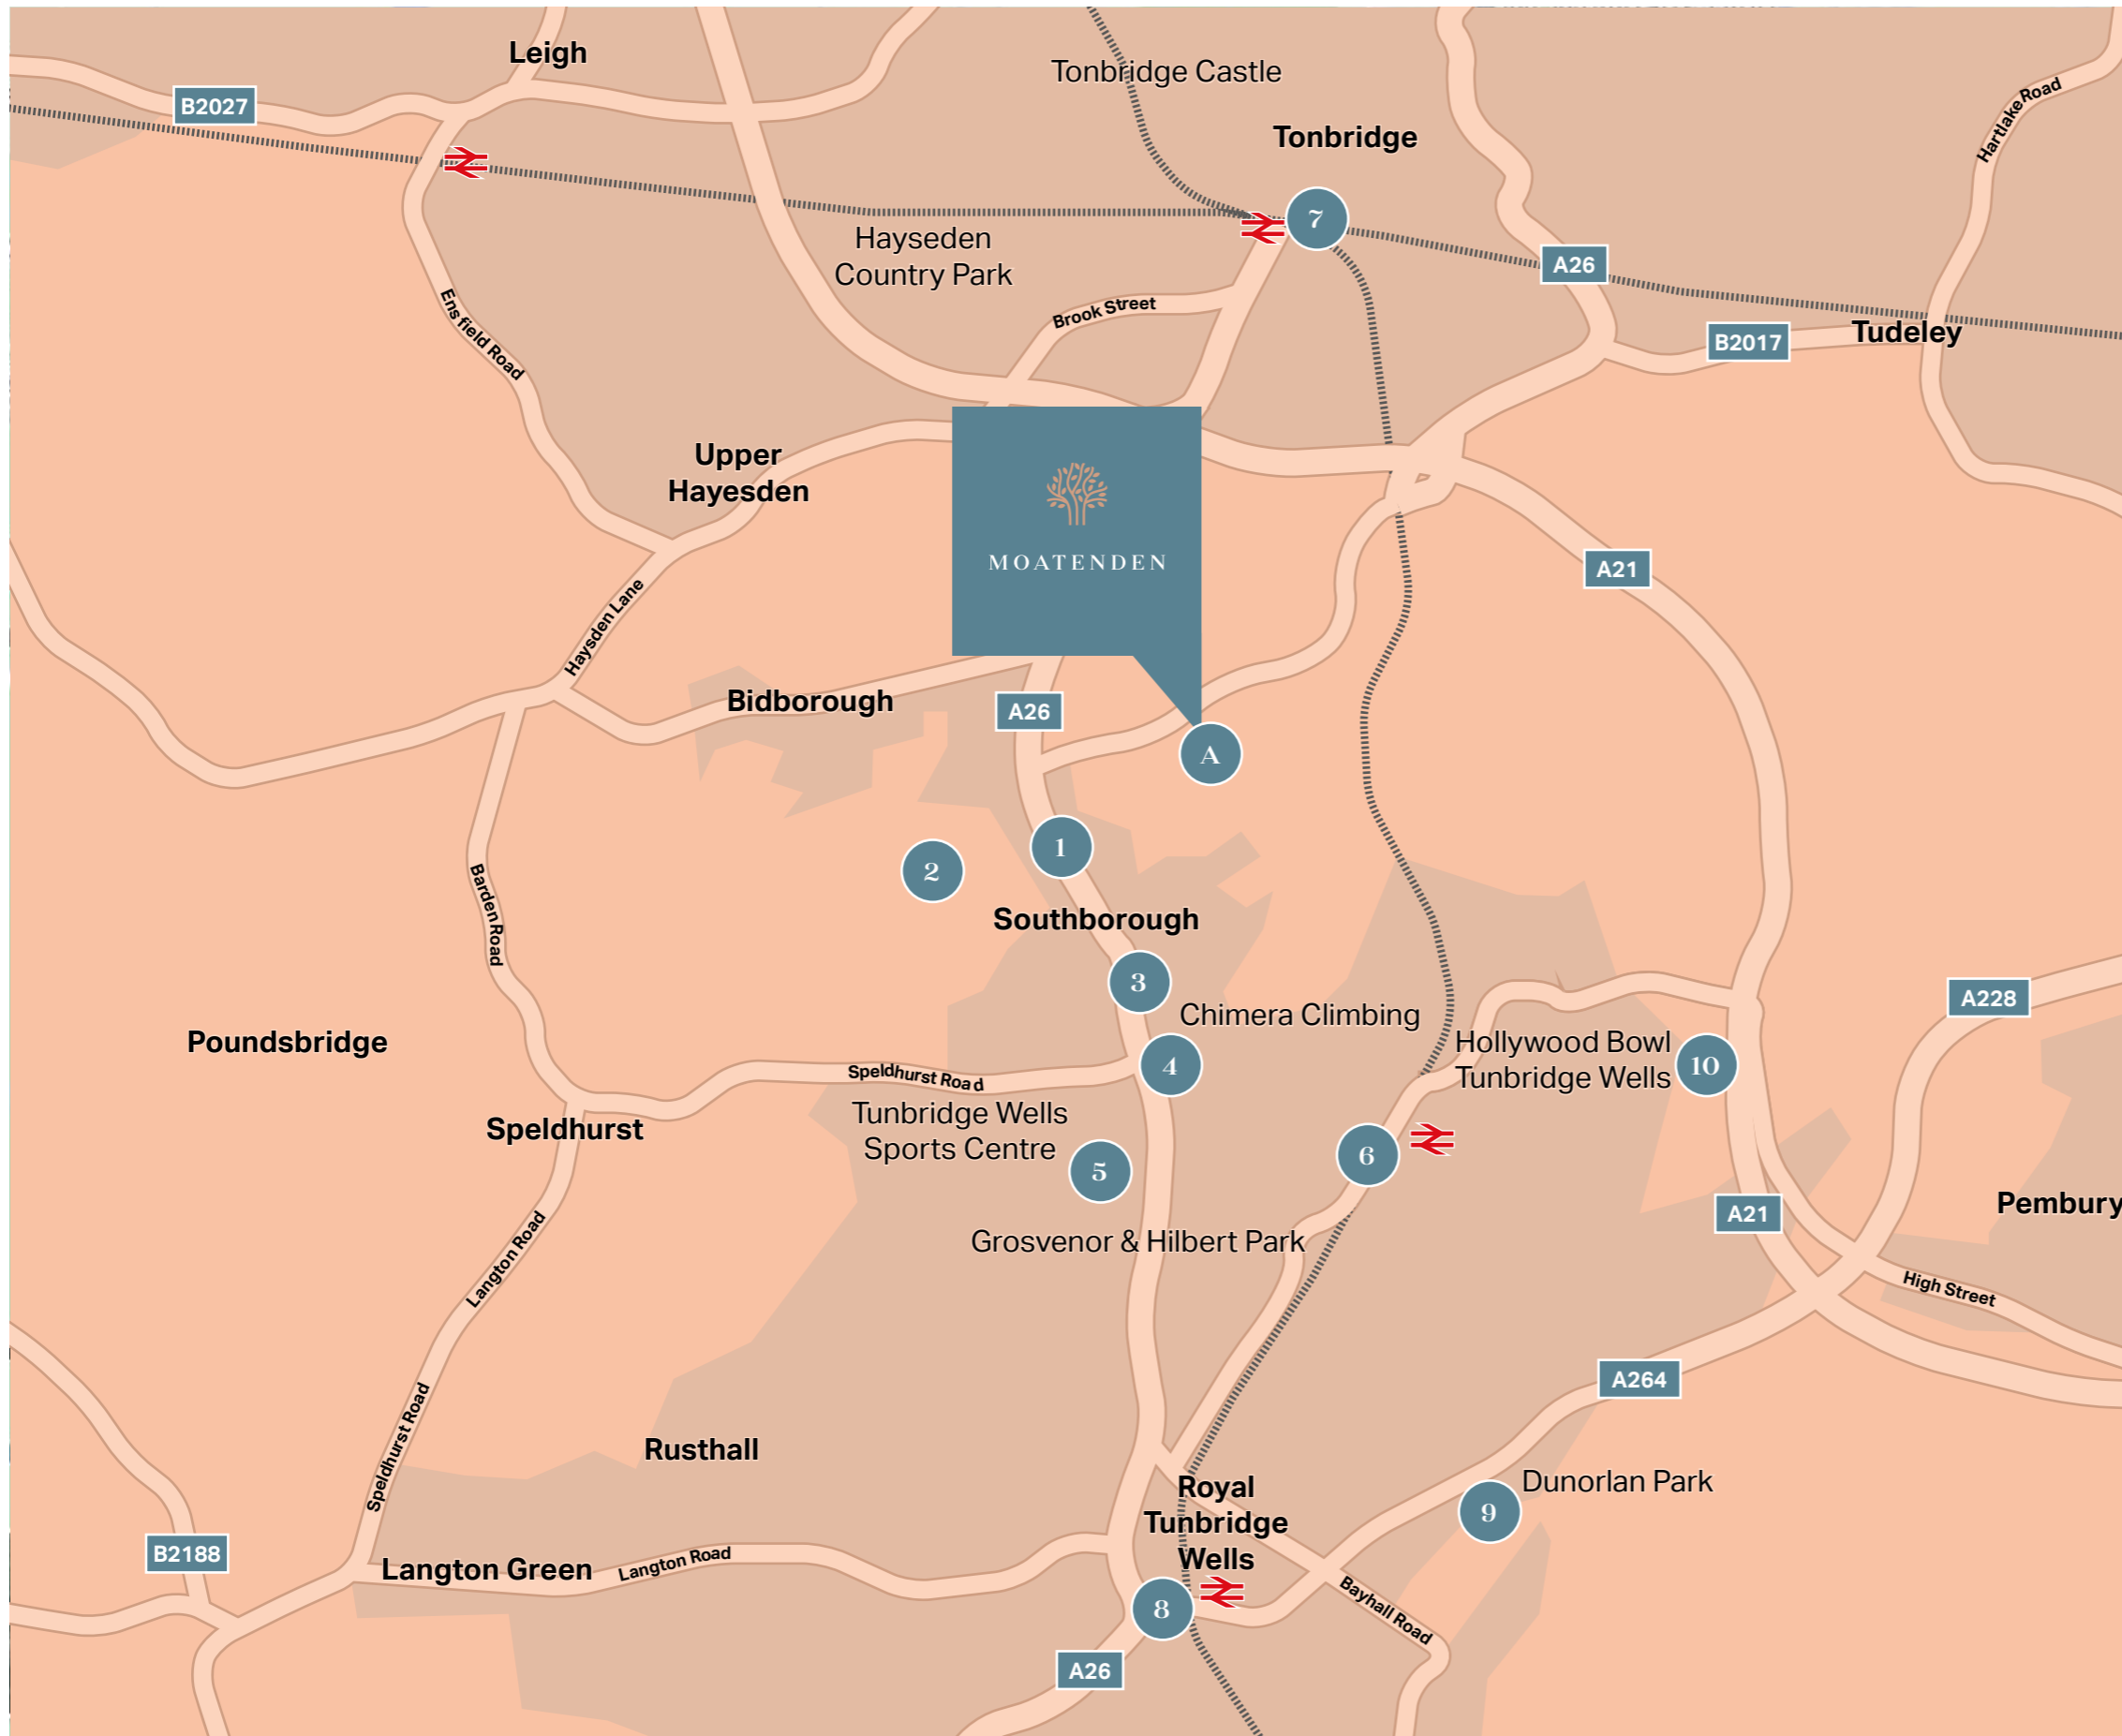 Leigh
Tonbridge Castle
Hartlake Road
B2027
Tonbridge
7
Hayseden
Country Park
A26
Ensfield Road
Brook Street
B2017
Tudeley
Upper
Hayesden
MOATENDEN
A21
Haysden Lane
Bidborough
A26
A
1
2
Barden Road
Southborough
3
A228
Chimera Climbing
Poundsbridge
Hollywood Bowl
Tunbridge Wells
10
4
Speldhurst Road
Tunbridge Wells
Sports Centre
Speldhurst
6
5
Pembury
A21
Grosvenor & Hilbert Park
Langton Road
High Street
A264
Speldhurst Road
Rusthall
Royal
Tunbridge
Wells
Dunorlan Park
9
B2188
Langton Green
Langton Road
8
Bayhall Road
A26